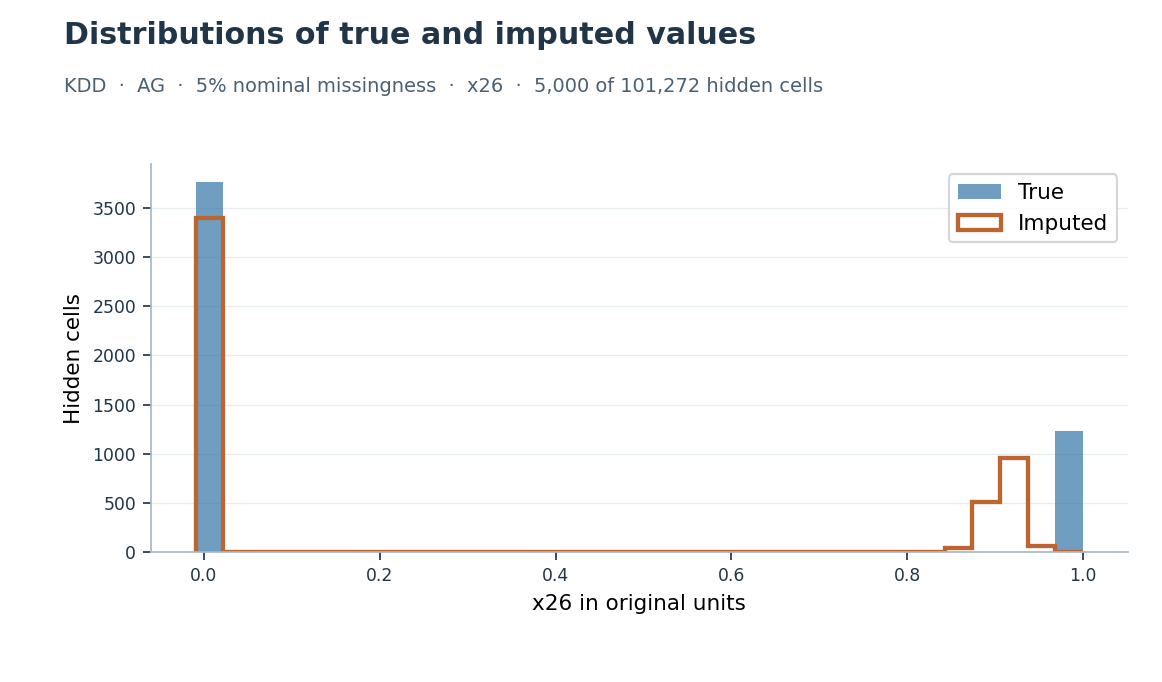 Distributions of true and imputed values
KDD · AG · 5% nominal missingness · x26 · 5,000 of 101,272 hidden cells
True
Imputed
Hidden cells
3500
3000
2500
2000
1500
1000
500
0
0.0 0.2 0.4 0.6 0.8 1.0
x26 in original units